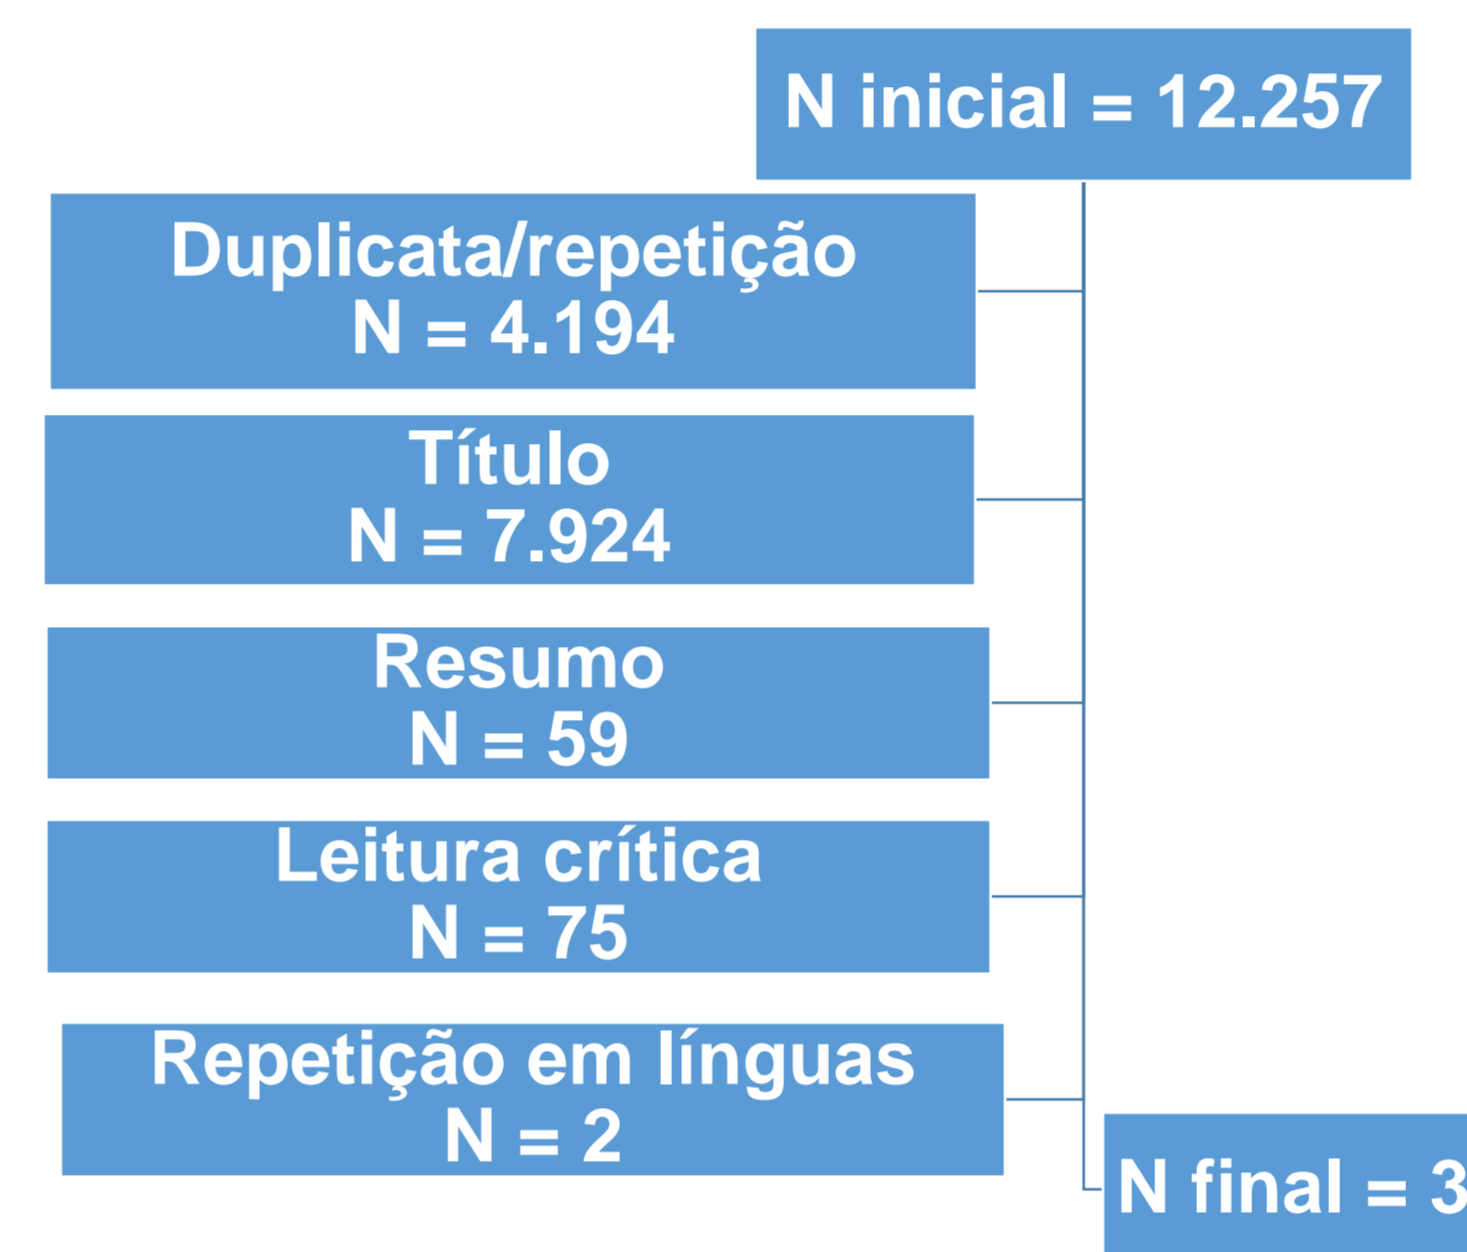 N inicial = 12.257
Duplicata/repetição
N = 4.194
Título
N = 7.924
Resumo
N = 59
Leitura crítica
N = 75
Repetição em línguas
N = 2
N final = 3